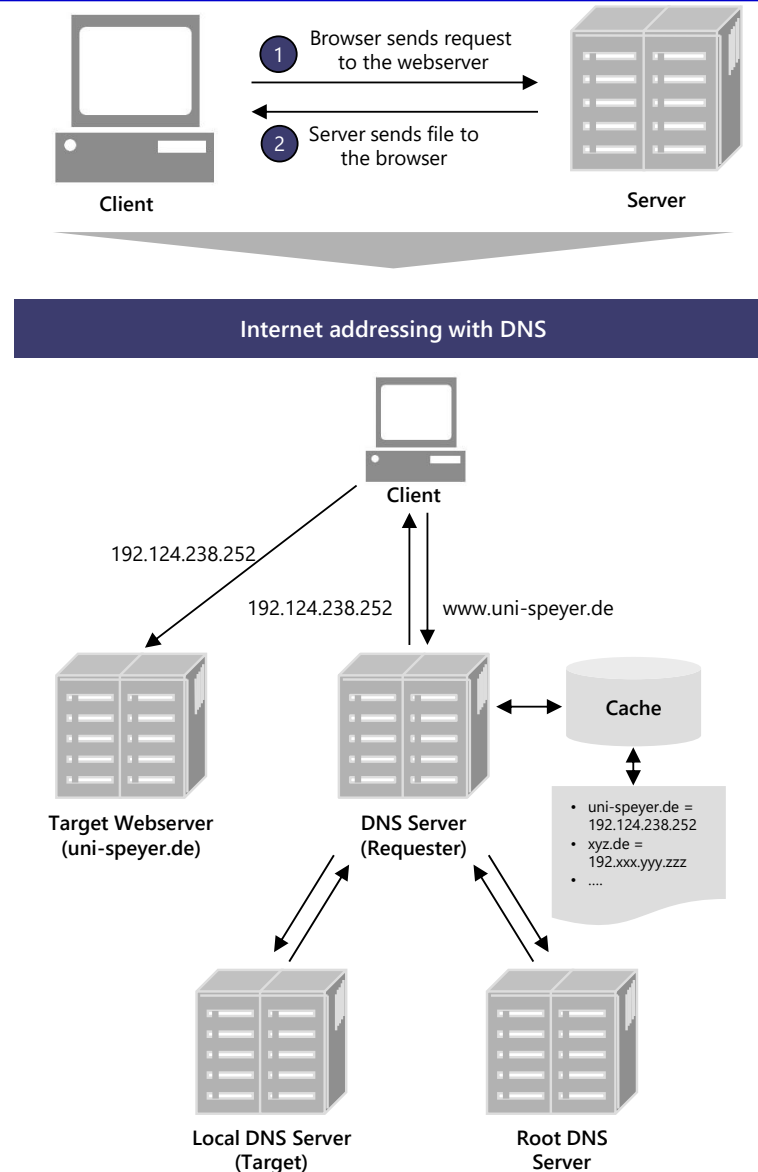 1
Browser sends request
to the webserver
2
Server sends file to
the browser
Client
Server
Internet addressing with DNS
Client
192.124.238.252
192.124.238.252
www.uni-speyer.de
Cache
• uni-speyer.de =
192.124.238.252
• xyz.de =
192.xxx.yyy.zzz
• ....
Target Webserver
(uni-speyer.de)
DNS Server
(Requester)
Local DNS Server
(Target)
Root DNS
Server